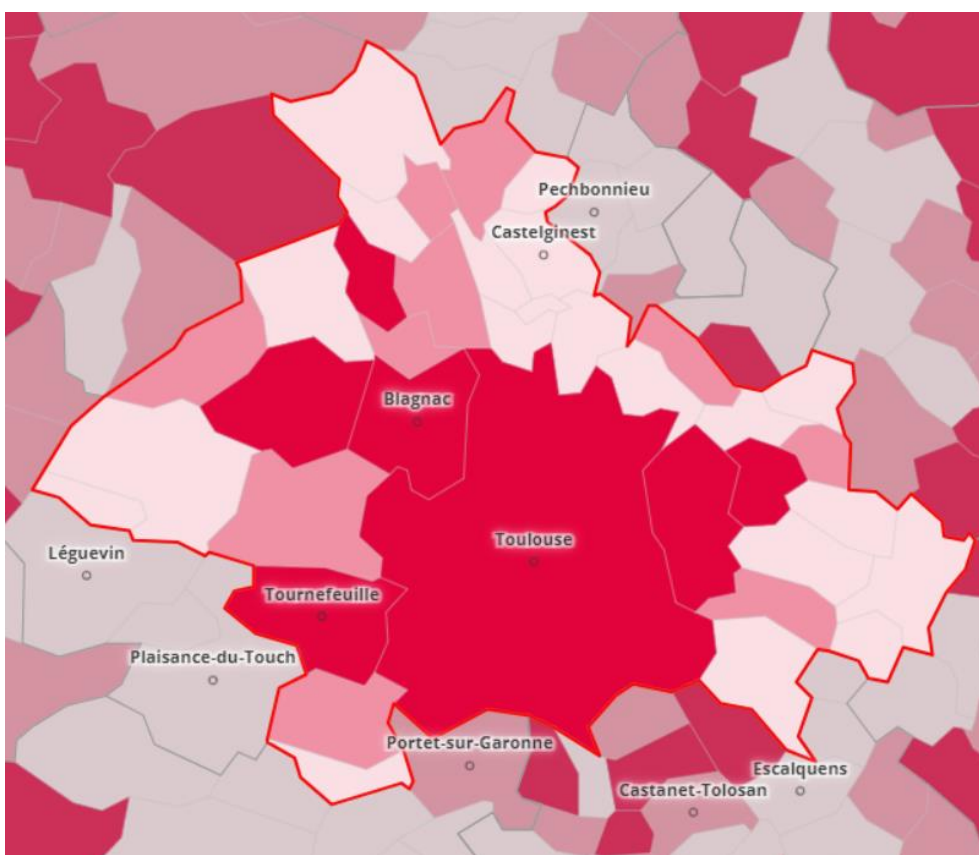 Pechbonnieu
Castelginest
Blagnac
Toulouse
Léguevin
Tournefeuille
Plaisance-du-Touch
Portet-sur-Garonne
Escalquens
Castanet-Tolosan